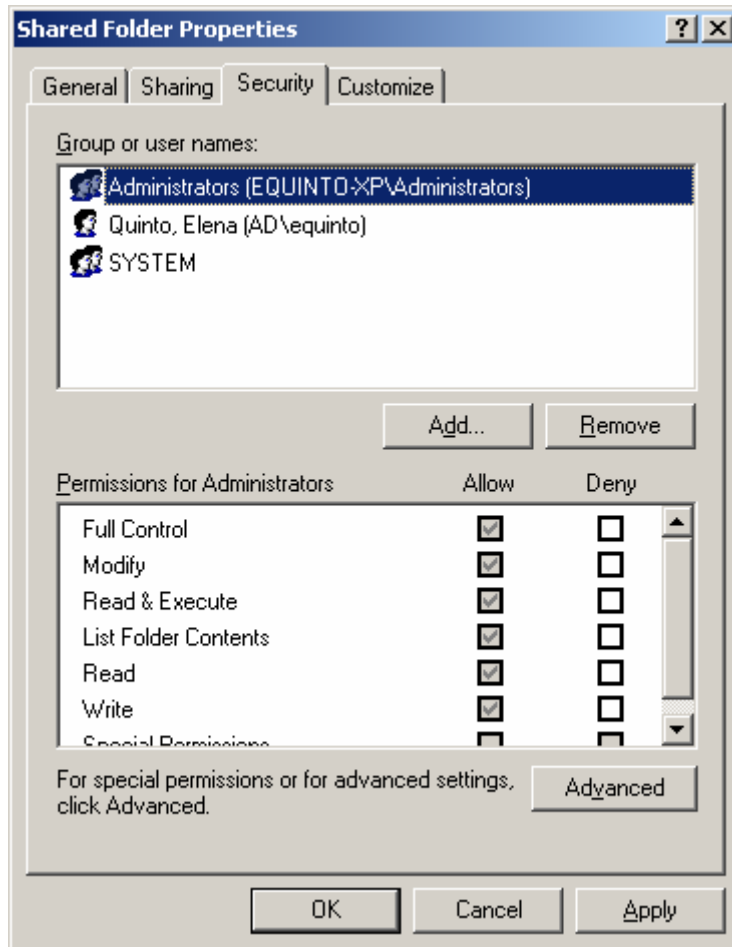 Shared Folder Properties
General Sharing Security Customize
Group or user names:
Administrators (EQUINTO-XP\Administrators)
Quinto, Elena (AD\equinto)
SYSTEM
Add... Remove
Permissions for Administrators Allow Deny
Full Control
Modify
Read & Execute
List Folder Contents
Read
Write
Special Permissions
For special permissions or for advanced settings, Advanced
click Advanced.
OK Cancel Apply